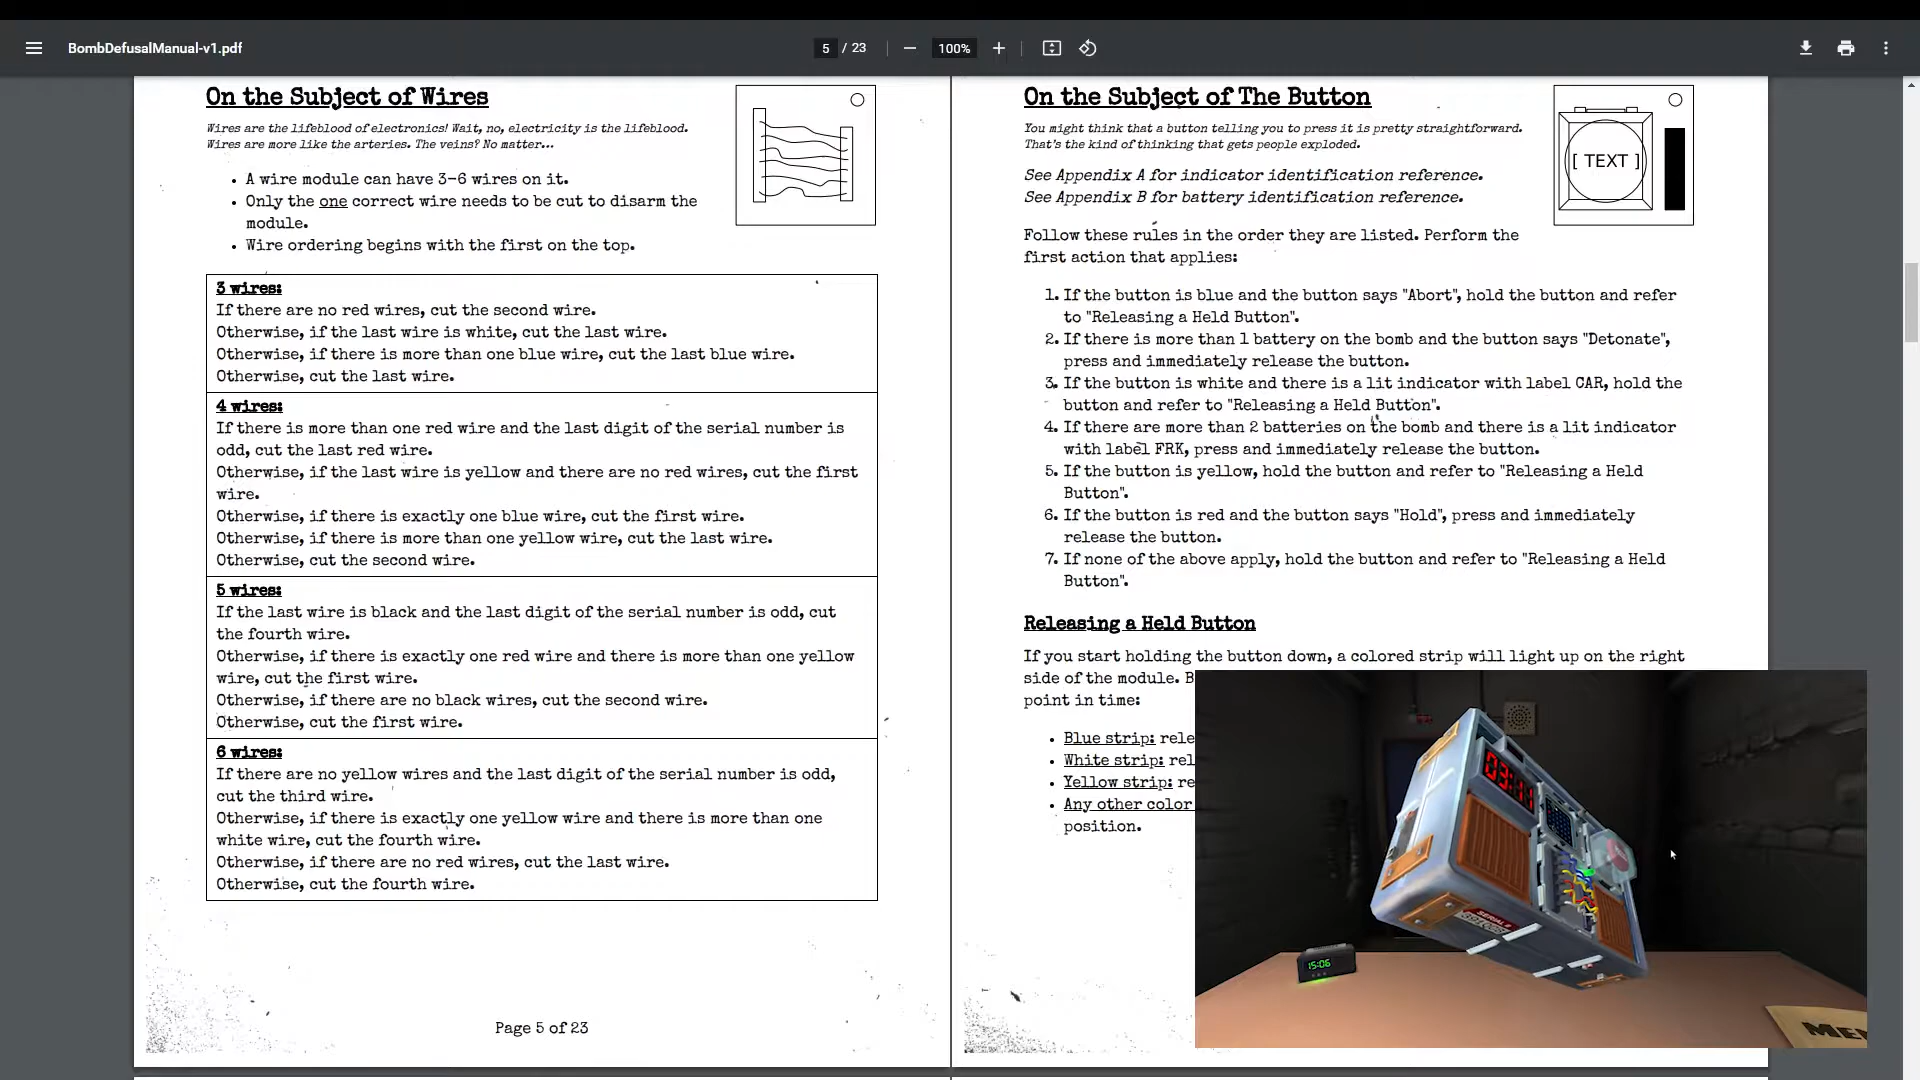 BombDefusalManual-v1.pdf
5 / 23
100%
On the Subject of Wires
Wires are the lifeblood of electronics! Wait, no, electricity is the lifeblood.
Wires are more like the arteries. The veins? No matter…
• A wire module can have 3-6 wires on it.
• Only the one correct wire needs to be cut to disarm the
module.
• Wire ordering begins with the first on the top.
3 wires:
If there are no red wires, cut the second wire.
Otherwise, if the last wire is white, cut the last wire.
Otherwise, if there is more than one blue wire, cut the last blue wire.
Otherwise, cut the last wire.
4 wires:
If there is more than one red wire and the last digit of the serial number is
odd, cut the last red wire.
Otherwise, if the last wire is yellow and there are no red wires, cut the first
wire.
Otherwise, if there is exactly one blue wire, cut the first wire.
Otherwise, if there is more than one yellow wire, cut the last wire.
Otherwise, cut the second wire.
5 wires:
If the last wire is black and the last digit of the serial number is odd, cut
the fourth wire.
Otherwise, if there is exactly one red wire and there is more than one yellow
wire, cut the first wire.
Otherwise, if there are no black wires, cut the second wire.
Otherwise, cut the first wire.
6 wires:
If there are no yellow wires and the last digit of the serial number is odd,
cut the third wire.
Otherwise, if there is exactly one yellow wire and there is more than one
white wire, cut the fourth wire.
Otherwise, if there are no red wires, cut the last wire.
Otherwise, cut the fourth wire.
Page 5 of 23
On the Subject of The Button
You might think that a button telling you to press it is pretty straightforward.
That's the kind of thinking that gets people exploded.
[ TEXT ]
See Appendix A for indicator identification reference.
See Appendix B for battery identification reference.
Follow these rules in the order they are listed. Perform the
first action that applies:
1. If the button is blue and the button says "Abort", hold the button and refer
to "Releasing a Held Button".
2. If there is more than 1 battery on the bomb and the button says "Detonate",
press and immediately release the button.
3. If the button is white and there is a lit indicator with label CAR, hold the
button and refer to "Releasing a Held Button".
4. If there are more than 2 batteries on the bomb and there is a lit indicator
with label FRK, press and immediately release the button.
5. If the button is yellow, hold the button and refer to "Releasing a Held
Button".
6. If the button is red and the button says "Hold", press and immediately
release the button.
7. If none of the above apply, hold the button and refer to "Releasing a Held
Button".
Releasing a Held Button
If you start holding the button down, a colored strip will light up on the right
side of the module. B
point in time:
• Blue strip: rele
• White strip: rel
• Yellow strip: re
• Any other color
position.
03:11
SERIAL #
15:06